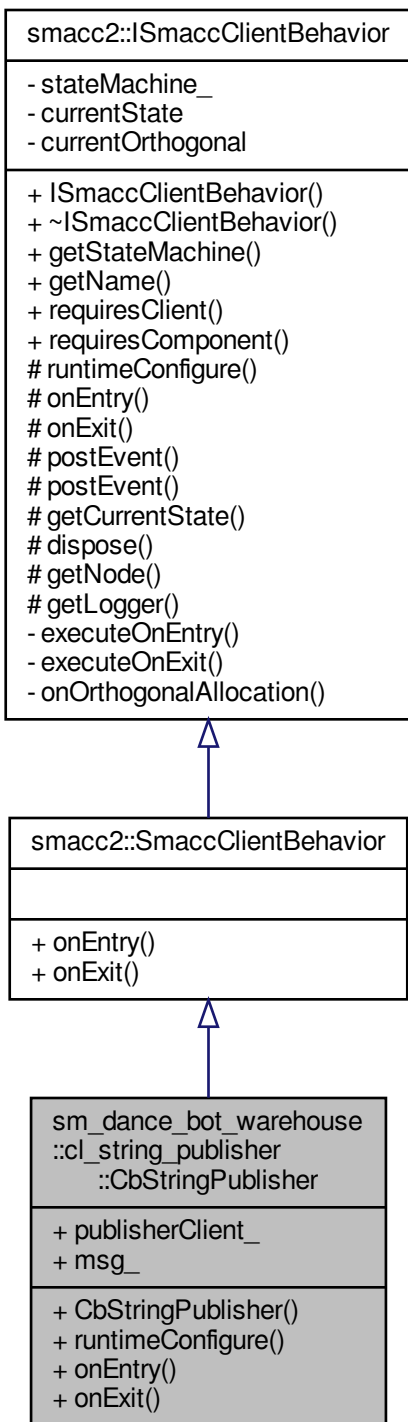 smacc2::ISmaccClientBehavior
- stateMachine_
- currentState
- currentOrthogonal
+ ISmaccClientBehavior()
+ ~ISmaccClientBehavior()
+ getStateMachine()
+ getName()
+ requiresClient()
+ requiresComponent()
# runtimeConfigure()
# onEntry()
# onExit()
# postEvent()
# postEvent()
# getCurrentState()
# dispose()
# getNode()
# getLogger()
- executeOnEntry()
- executeOnExit()
- onOrthogonalAllocation()
smacc2::SmaccClientBehavior
+ onEntry()
+ onExit()
sm_dance_bot_warehouse
::cl_string_publisher
::CbStringPublisher
+ publisherClient_
+ msg_
+ CbStringPublisher()
+ runtimeConfigure()
+ onEntry()
+ onExit()